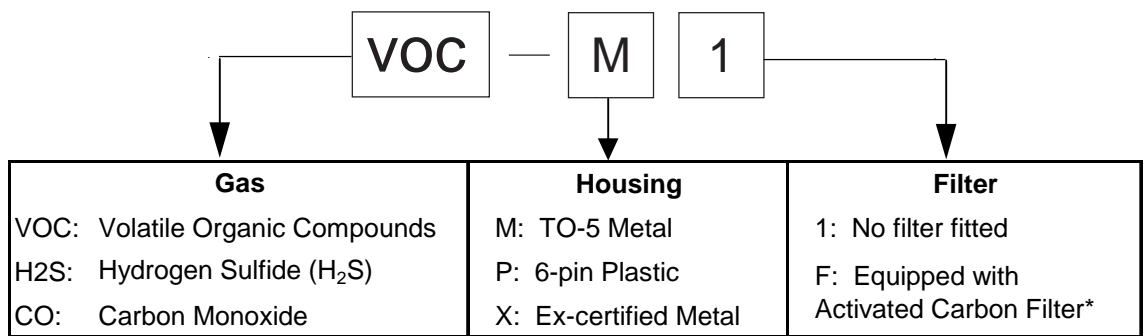 VOC — M 1
Gas
VOC: Volatile Organic Compounds
H2S: Hydrogen Sulfide (H₂S)
CO: Carbon Monoxide
Housing
M: TO-5 Metal
P: 6-pin Plastic
X: Ex-certified Metal
Filter
1: No filter fitted
F: Equipped with
Activated Carbon Filter*